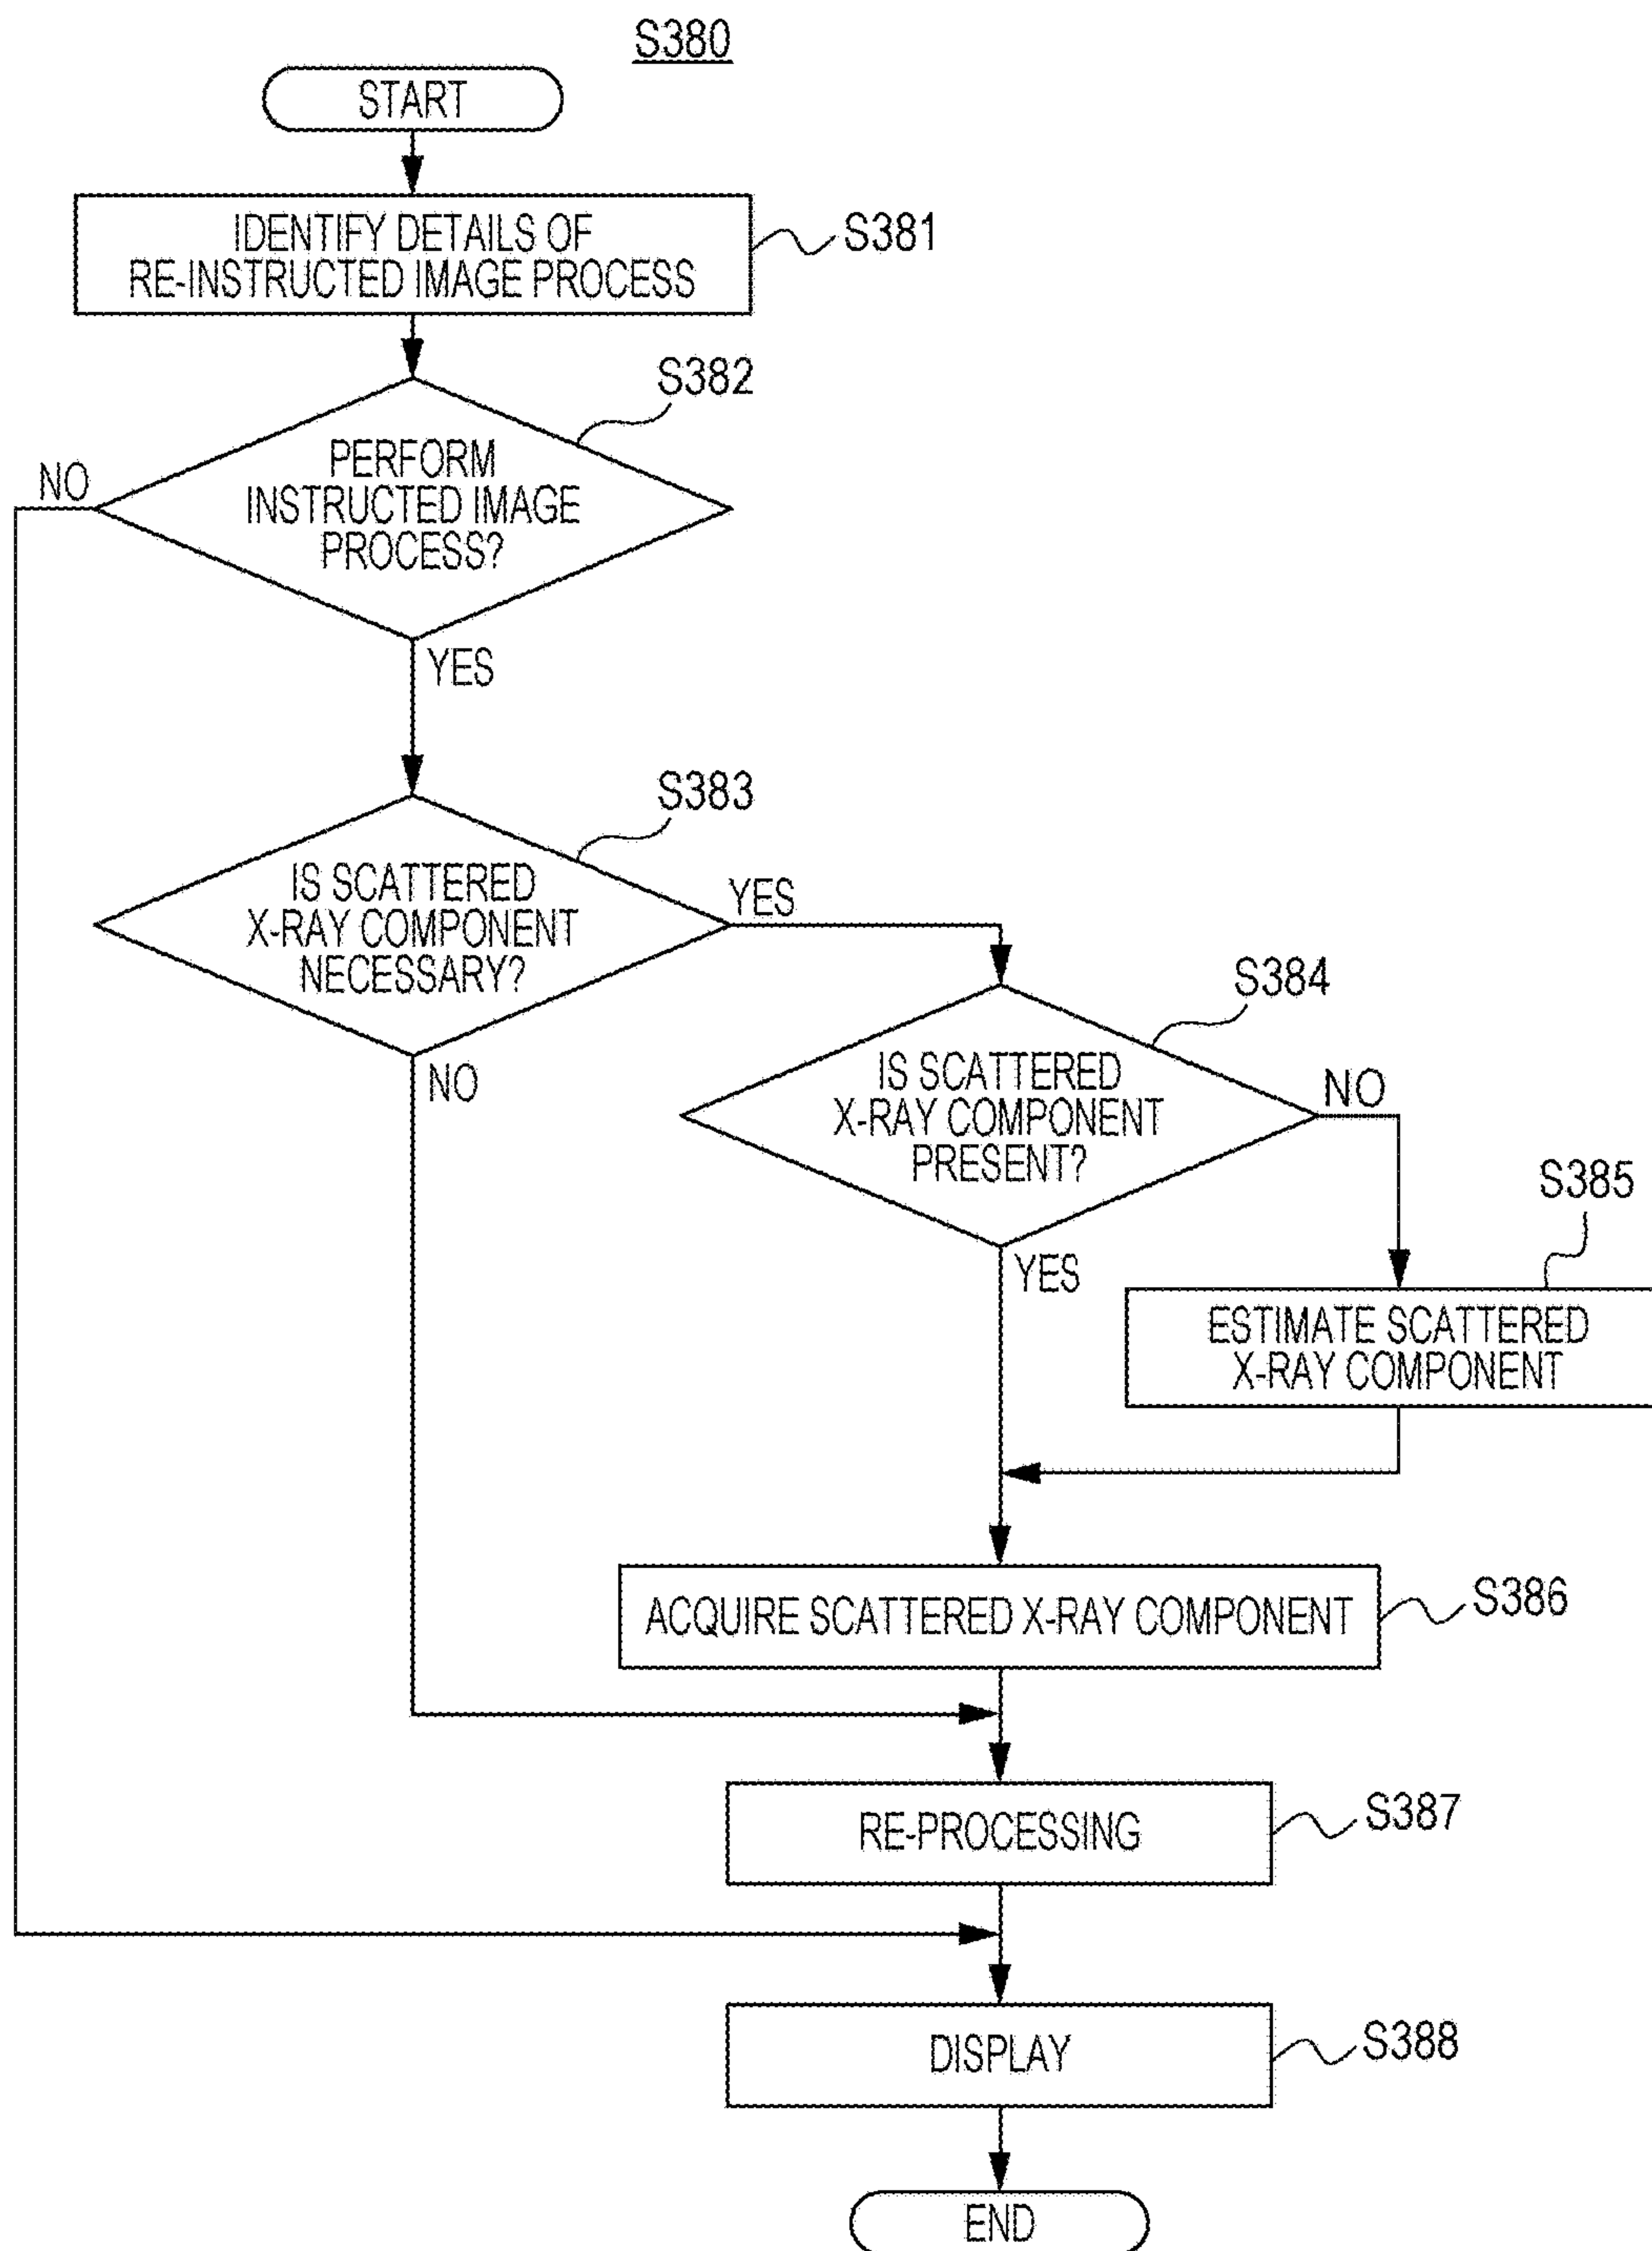 S380
START
IDENTIFY DETAILS OF
RE-INSTRUCTED IMAGE PROCESS
S381
S382
PERFORM
INSTRUCTED IMAGE
PROCESS?
NO
YES
S383
IS SCATTERED
X-RAY COMPONENT
NECESSARY?
YES
NO
S384
IS SCATTERED
X-RAY COMPONENT
PRESENT?
NO
YES
S385
ESTIMATE SCATTERED
X-RAY COMPONENT
ACQUIRE SCATTERED X-RAY COMPONENT
S386
RE-PROCESSING
S387
DISPLAY
S388
END